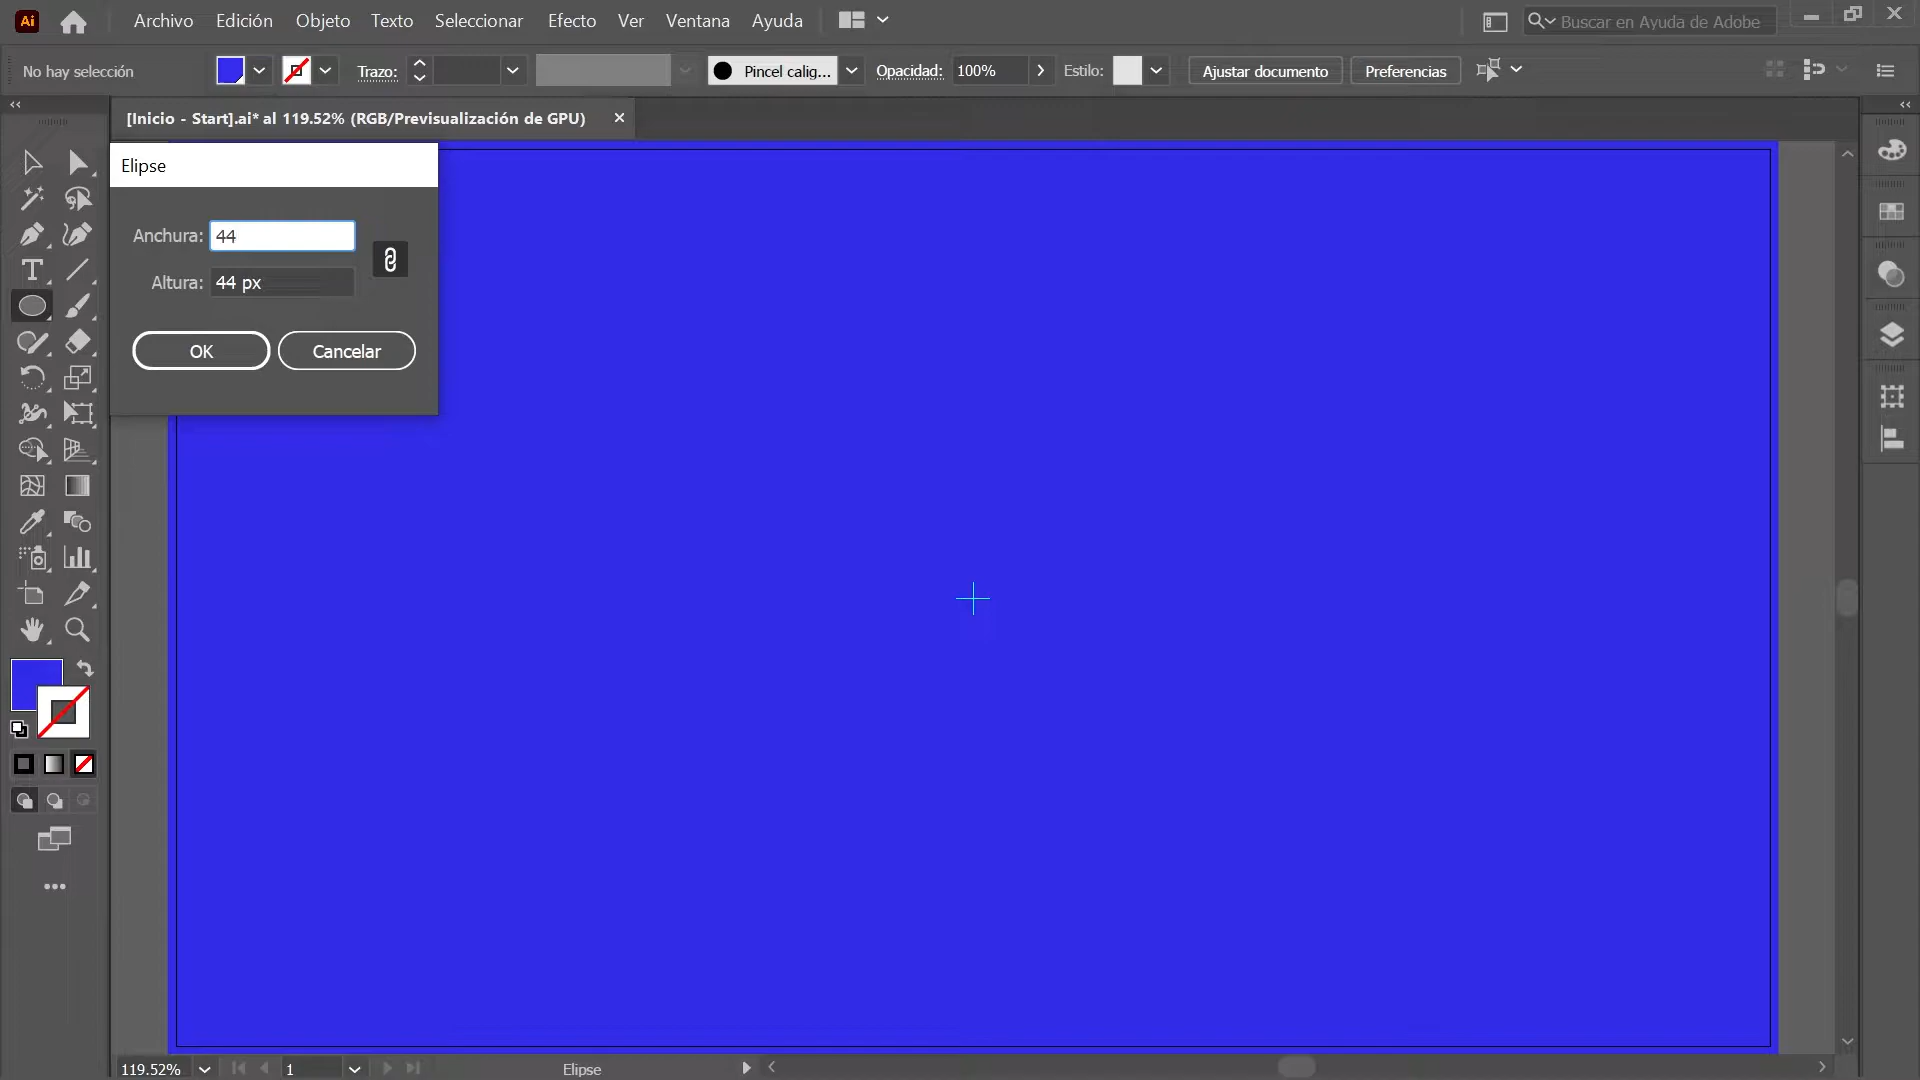 Ai
Archivo Edición Objeto Texto Seleccionar Efecto Ver Ventana Ayuda
Buscar en Ayuda de Adobe
No hay selección
Trazo:
Pincel calig...
Opacidad: 100%
Estilo:
Ajustar documento
Preferencias
[Inicio - Start].ai* al 119.52% (RGB/Previsualización de GPU)
Elipse
Anchura: 44
Altura: 44 px
OK
Cancelar
119.52%
1
Elipse